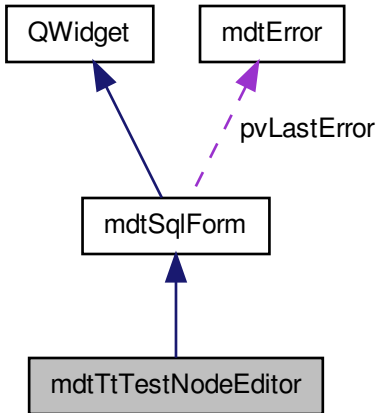 QWidget
mdtError
pvLastError
mdtSqlForm
mdtTtTestNodeEditor